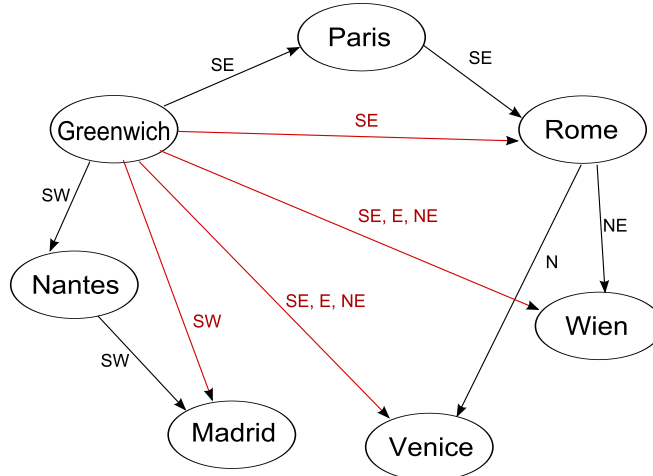 Paris
SE
SE
Greenwich
SE
Rome
SW
SE, E, NE
NE
N
Nantes
SE, E, NE
SW
Wien
SW
Madrid
Venice